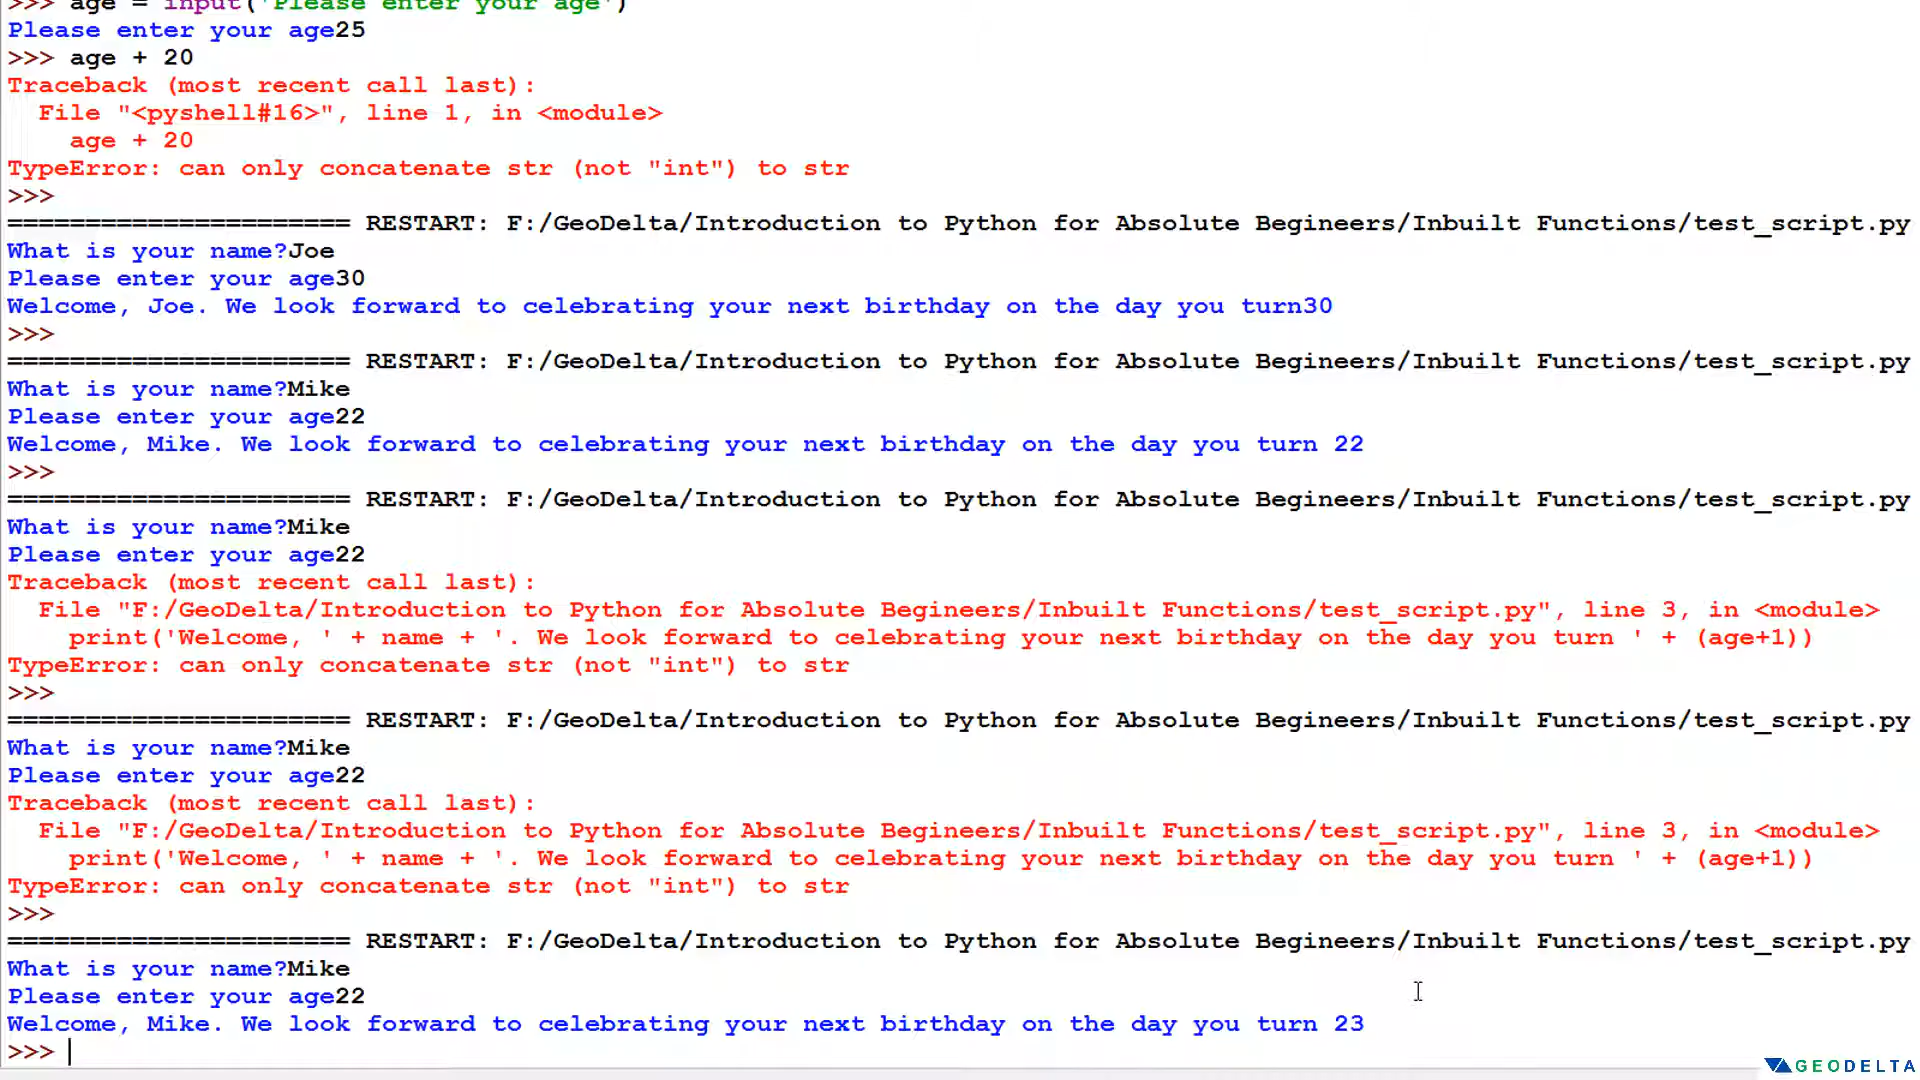 >>> age = input('Please enter your age')
Please enter your age25
>>> age + 20
Traceback (most recent call last):
  File "<pyshell#16>", line 1, in <module>
    age + 20
TypeError: can only concatenate str (not "int") to str
>>>
====================== RESTART: F:/GeoDelta/Introduction to Python for Absolute Begineers/Inbuilt Functions/test_script.py
What is your name?Joe
Please enter your age30
Welcome, Joe. We look forward to celebrating your next birthday on the day you turn30
>>>
====================== RESTART: F:/GeoDelta/Introduction to Python for Absolute Begineers/Inbuilt Functions/test_script.py
What is your name?Mike
Please enter your age22
Welcome, Mike. We look forward to celebrating your next birthday on the day you turn 22
>>>
====================== RESTART: F:/GeoDelta/Introduction to Python for Absolute Begineers/Inbuilt Functions/test_script.py
What is your name?Mike
Please enter your age22
Traceback (most recent call last):
  File "F:/GeoDelta/Introduction to Python for Absolute Begineers/Inbuilt Functions/test_script.py", line 3, in <module>
    print('Welcome, ' + name + '. We look forward to celebrating your next birthday on the day you turn ' + (age+1))
TypeError: can only concatenate str (not "int") to str
>>>
====================== RESTART: F:/GeoDelta/Introduction to Python for Absolute Begineers/Inbuilt Functions/test_script.py
What is your name?Mike
Please enter your age22
Traceback (most recent call last):
  File "F:/GeoDelta/Introduction to Python for Absolute Begineers/Inbuilt Functions/test_script.py", line 3, in <module>
    print('Welcome, ' + name + '. We look forward to celebrating your next birthday on the day you turn ' + (age+1))
TypeError: can only concatenate str (not "int") to str
>>>
====================== RESTART: F:/GeoDelta/Introduction to Python for Absolute Begineers/Inbuilt Functions/test_script.py
What is your name?Mike
Please enter your age22
Welcome, Mike. We look forward to celebrating your next birthday on the day you turn 23
>>>
GEODELTA